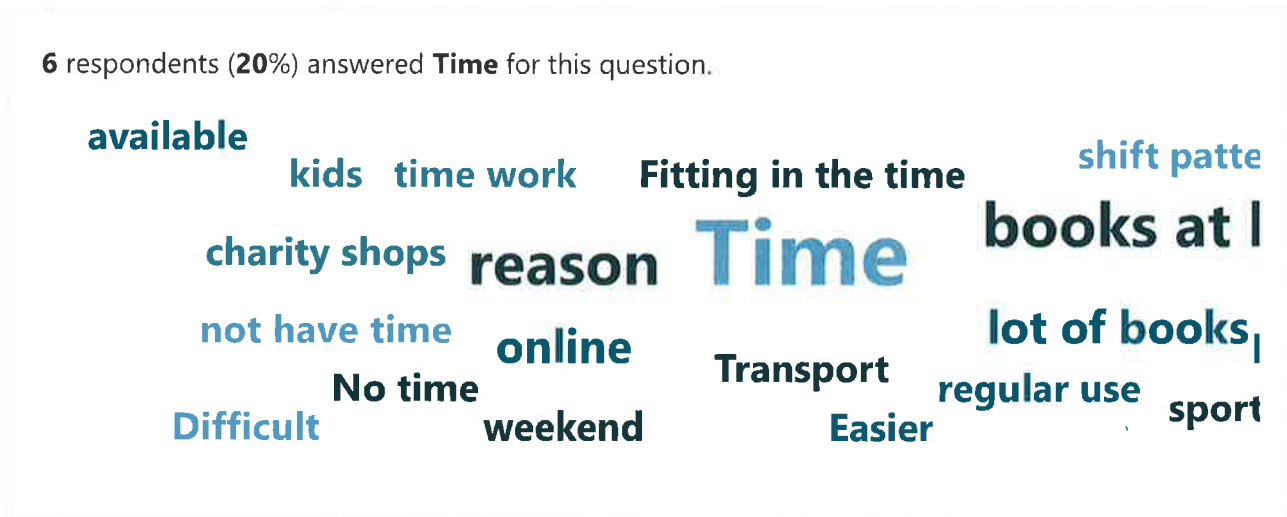 6 respondents (20%) answered Time for this question.
available
shift patte
kids time work Fitting in the time
books at l
charity shops reason Time
not have time online lot of books
Transport
No time regular use
sport
Difficult weekend Easier